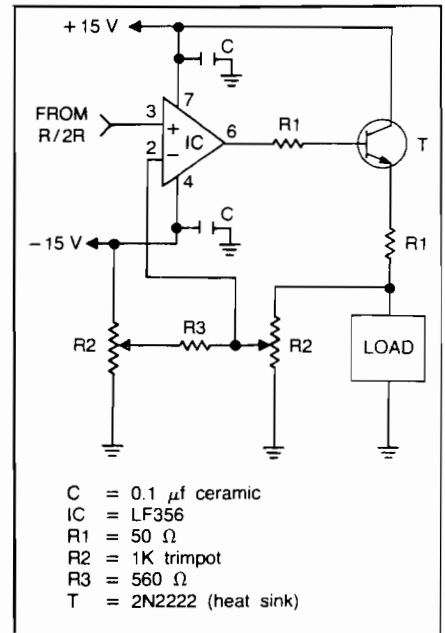 +15 V
C
7
FROM
R/2R
3
+
IC
2
−
6
R1
T
4
C
−15 V
R1
R2
R3
R2
LOAD
C = 0.1 μf ceramic
IC = LF356
R1 = 50 Ω
R2 = 1K trimpot
R3 = 560 Ω
T = 2N2222 (heat sink)